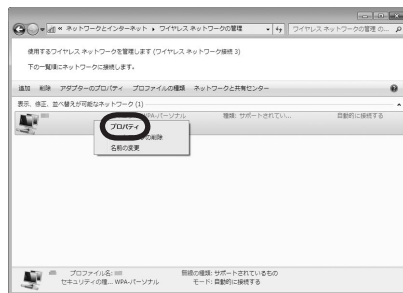 « ネットワークとインターネット ▸ ワイヤレス ネットワークの管理
ワイヤレス ネットワークの管理 の...
使用するワイヤレス ネットワークを管理します (ワイヤレス ネットワーク接続 3)
下の一覧順にネットワークに接続します。
追加 削除 アダプターのプロパティ プロファイルの種類 ネットワークと共有センター
表示、修正、並べ替えが可能なネットワーク (1)
WPA-パーソナル 種類: サポートされてい... 自動的に接続する
プロパティ
の削除
名前の変更
プロファイル名: 無線の種類: サポートされているもの
セキュリティの種... WPA-パーソナル モード: 自動的に接続する